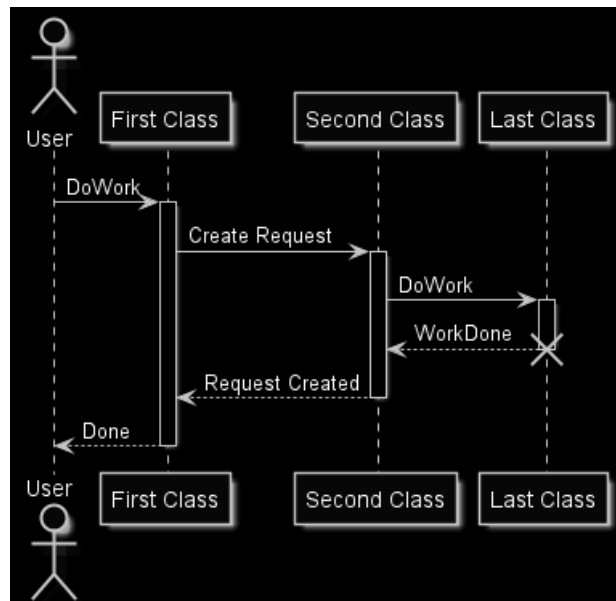 User
First Class
Second Class
Last Class
DoWork
Create Request
DoWork
WorkDone
Request Created
Done
User
First Class
Second Class
Last Class